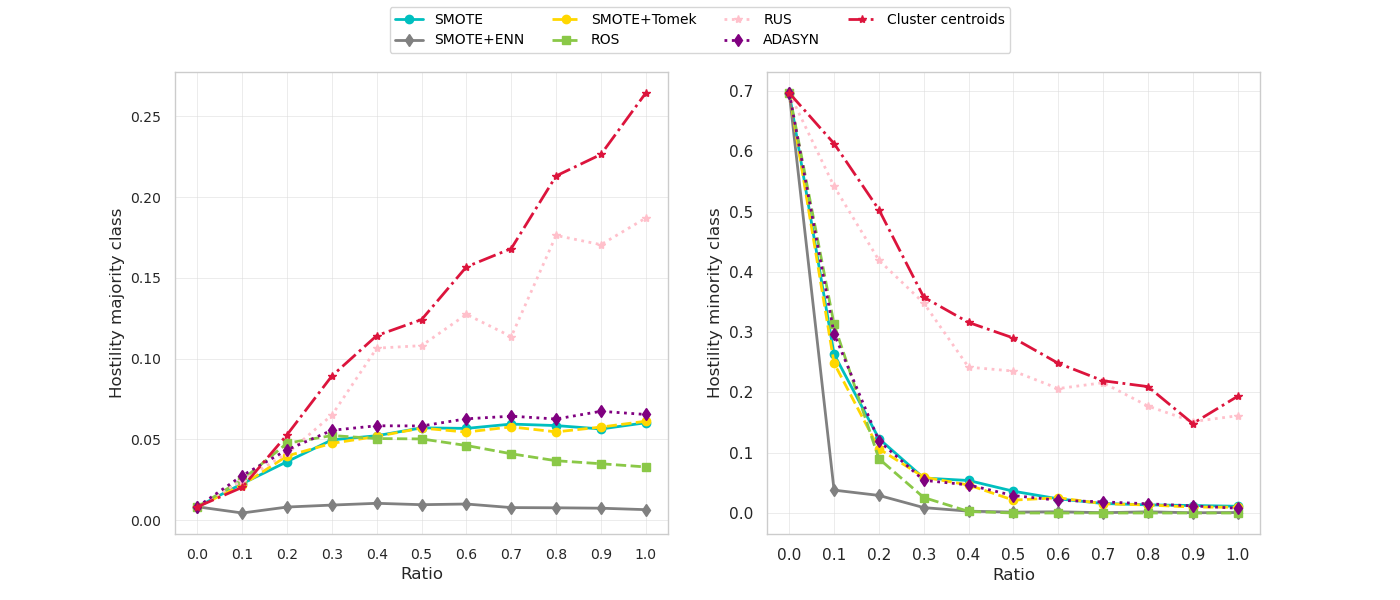 SMOTE SMOTE+Tomek RUS Cluster centroids
SMOTE+ENN ROS ADASYN
Hostility majority class
0.25
0.20
0.15
0.10
0.05
0.00
0.0 0.1 0.2 0.3 0.4 0.5 0.6 0.7 0.8 0.9 1.0
Ratio
Hostility minority class
0.7
0.6
0.5
0.4
0.3
0.2
0.1
0.0
0.0 0.1 0.2 0.3 0.4 0.5 0.6 0.7 0.8 0.9 1.0
Ratio